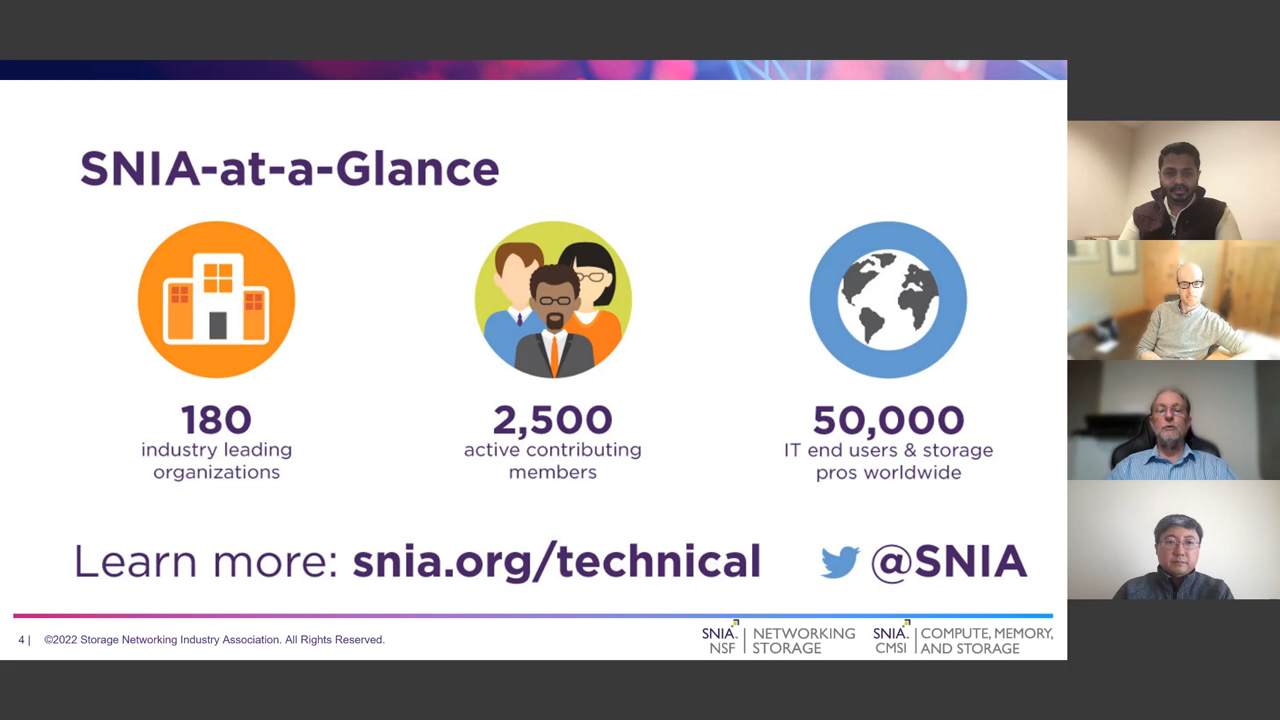 SNIA-at-a-Glance
180
industry leading
organizations
2,500
active contributing
members
50,000
IT end users & storage
pros worldwide
Learn more: snia.org/technical
@SNIA
4 | ©2022 Storage Networking Industry Association. All Rights Reserved.
SNIA. | NETWORKING
NSF | STORAGE
SNIA. | COMPUTE, MEMORY,
CMSI | AND STORAGE